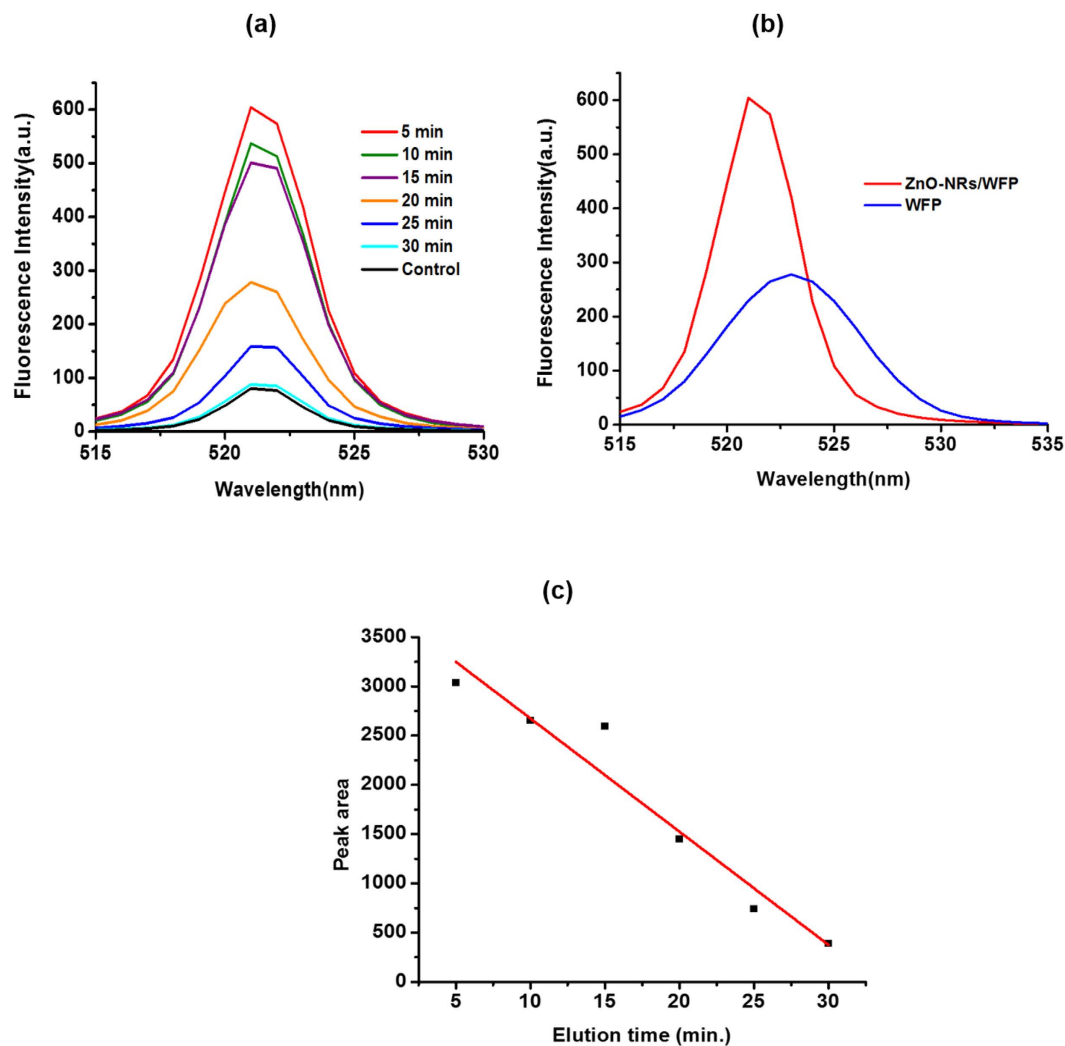 (a)
Fluorescence Intensity(a.u.)
600
500
400
300
200
100
0
515
520
525
530
Wavelength(nm)
5 min
10 min
15 min
20 min
25 min
30 min
Control
(b)
Fluorescence Intensity(a.u.)
600
500
400
300
200
100
0
515
520
525
530
535
Wavelength(nm)
ZnO-NRs/WFP
WFP
(c)
Peak area
3500
3000
2500
2000
1500
1000
500
0
5
10
15
20
25
30
Elution time (min.)